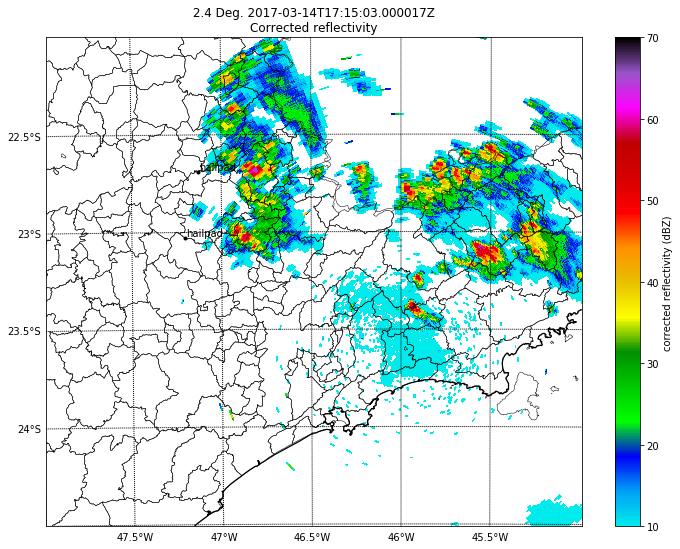 2.4 Deg. 2017-03-14T17:15:03.000017Z
Corrected reflectivity
70
60
50
40
30
20
10
corrected reflectivity (dBZ)
22.5°S
23°S
23.5°S
24°S
hailpad
hailpad
47.5°W
47°W
46.5°W
46°W
45.5°W